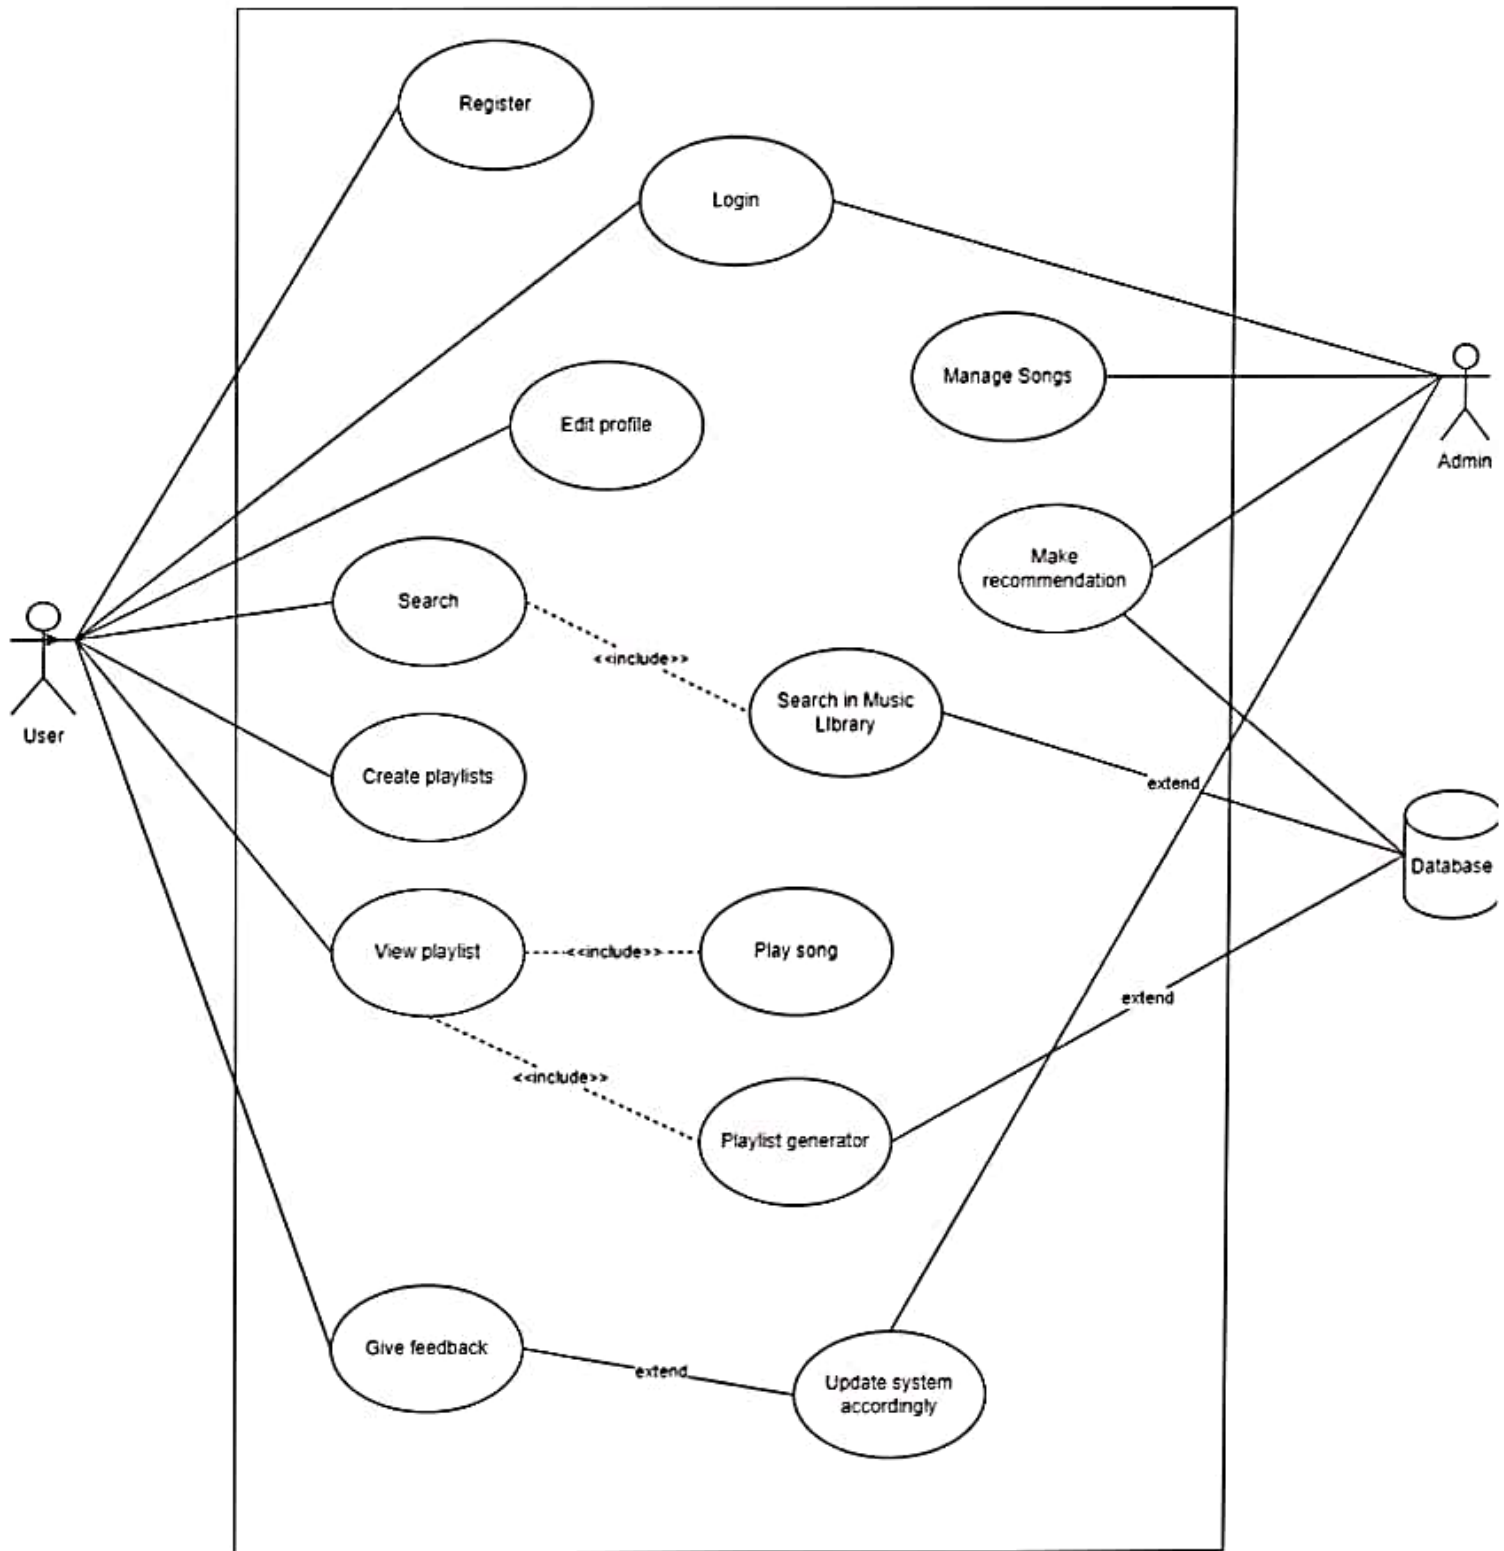 Register
Login
Manage Songs
Admin
Edit profile
Make
recommendation
Search
<<include>>
Search in Music
LIbrary
User
Create playlists
extend
Database
View playlist
<<include>>
Play song
extend
<<include>>
Playlist generator
Give feedback
extend
Update system
accordingly